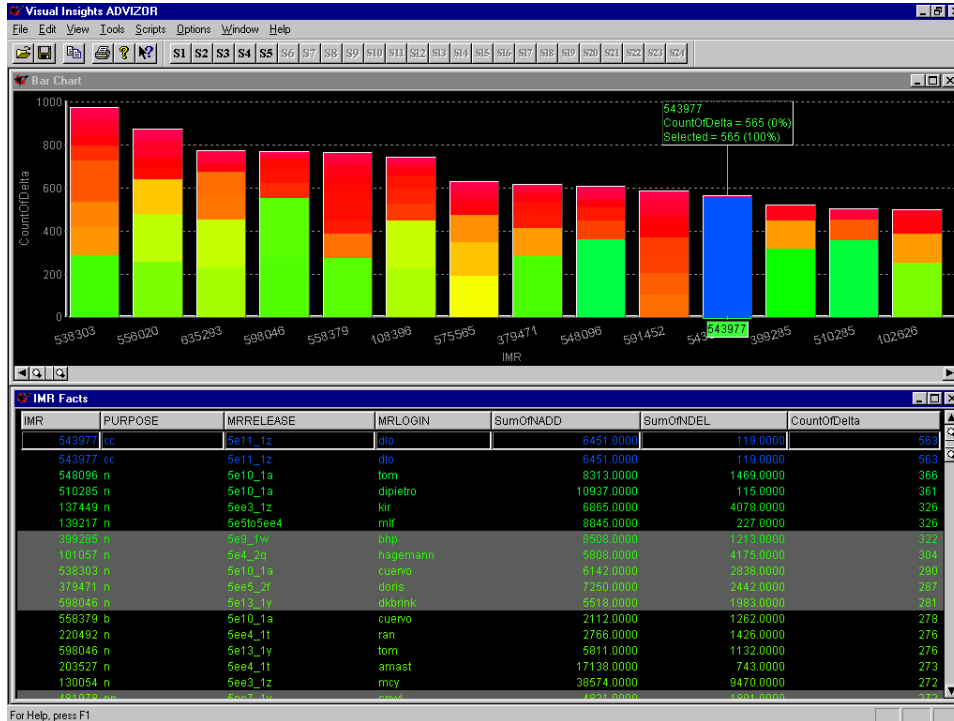 Visual Insights ADVIZOR
File Edit View Tools Scripts Options Window Help
S1 S2 S3 S4 S5 S6 S7 S8 S9 S10 S11 S12 S13 S14 S15 S16 S17 S18 S19 S20 S21 S22 S23 S24
Bar Chart
543977
CountOfDelta = 565 (0%)
Selected = 565 (100%)
1000
800
600
400
200
0
CountOfDelta
538303 556020 635293 598046 558379 108396 575565 379471 548096 591452 543977 399285 510285 102626
IMR
IMR Facts
IMR PURPOSE MRRELEASE MRLOGIN SumOfNADD SumOfNDEL CountOfDelta
543977 cc 5e11_1z dlo 6451.0000 119.0000 563
543977 cc 5e11_1z dlo 6451.0000 119.0000 563
548096 n 5e10_1a tom 8313.0000 1469.0000 366
510285 n 5e10_1a dipietro 10937.0000 115.0000 361
137449 n 5ee3_1z kir 6865.0000 4078.0000 326
139217 n 5e5to5ee4 mlf 8845.0000 227.0000 326
399285 n 5e9_1w bhp 8508.0000 1213.0000 322
101057 n 5e4_2q hagemann 5808.0000 4175.0000 304
538303 n 5e10_1a cuervo 6142.0000 2838.0000 290
379471 n 5ee5_2f doris 7250.0000 2442.0000 287
598046 n 5e13_1y dkbrink 5518.0000 1983.0000 281
558379 b 5e10_1a cuervo 2112.0000 1262.0000 278
220492 n 5ee4_1t ran 2766.0000 1426.0000 276
598046 n 5e13_1y tom 5811.0000 1132.0000 276
203527 n 5ee4_1t amast 17138.0000 743.0000 273
130054 n 5ee3_1z mcy 38574.0000 9470.0000 272
For Help, press F1